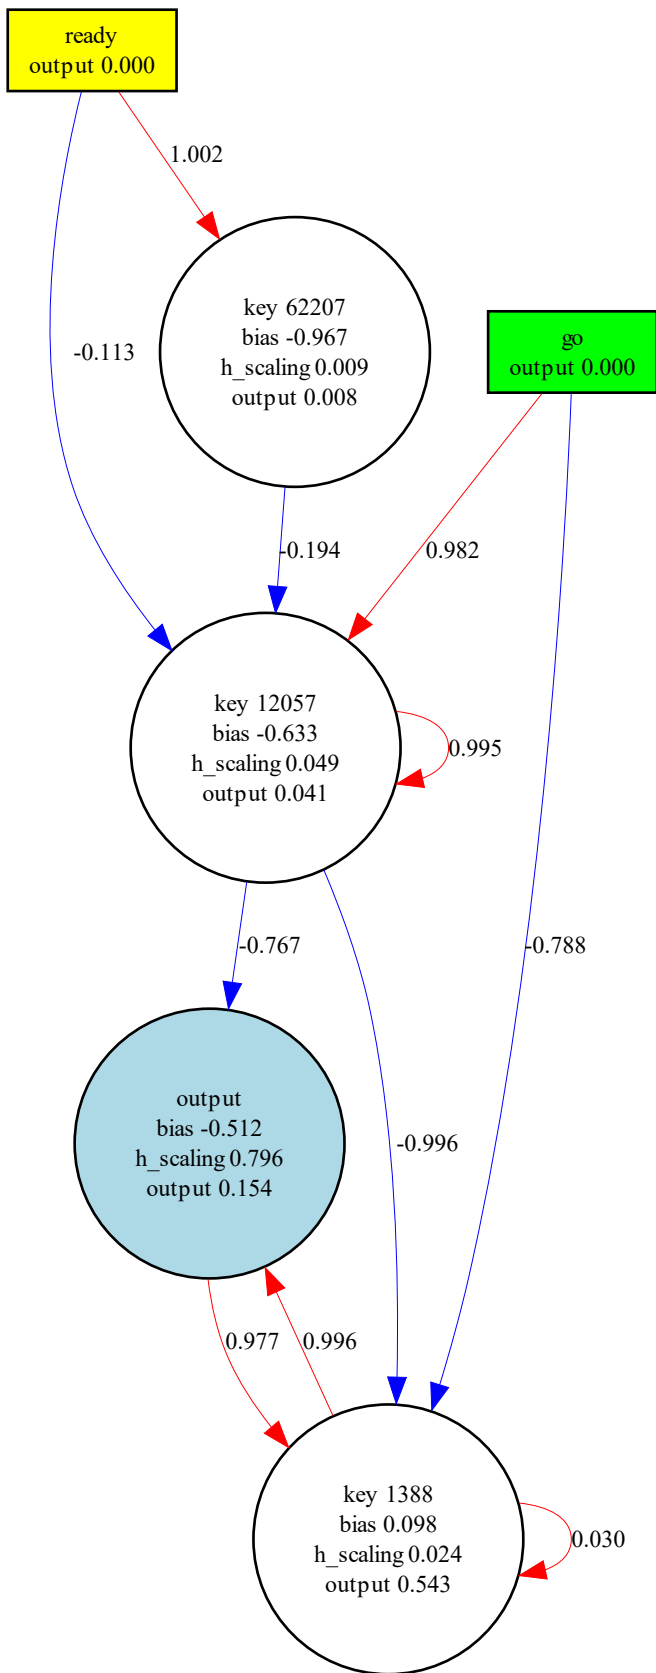 ready
output 0.000
1.002
key 62207
bias -0.967
h_scaling 0.009
output 0.008
-0.113
go
output 0.000
-0.194
0.982
key 12057
bias -0.633
h_scaling 0.049
output 0.041
0.995
-0.767
-0.788
output
bias -0.512
h_scaling 0.796
output 0.154
-0.996
0.977
0.996
key 1388
bias 0.098
h_scaling 0.024
output 0.543
0.030